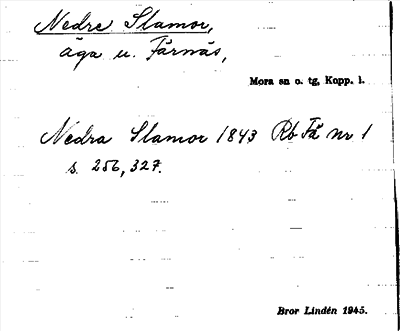 Nedre Slamor,
äga u. Färnäs,
Mora sn o. tg, Kopp. l.
Nedra Slamor 1843 Rb Fä nr 1
s. 256, 327.
Bror Lindén 1945.